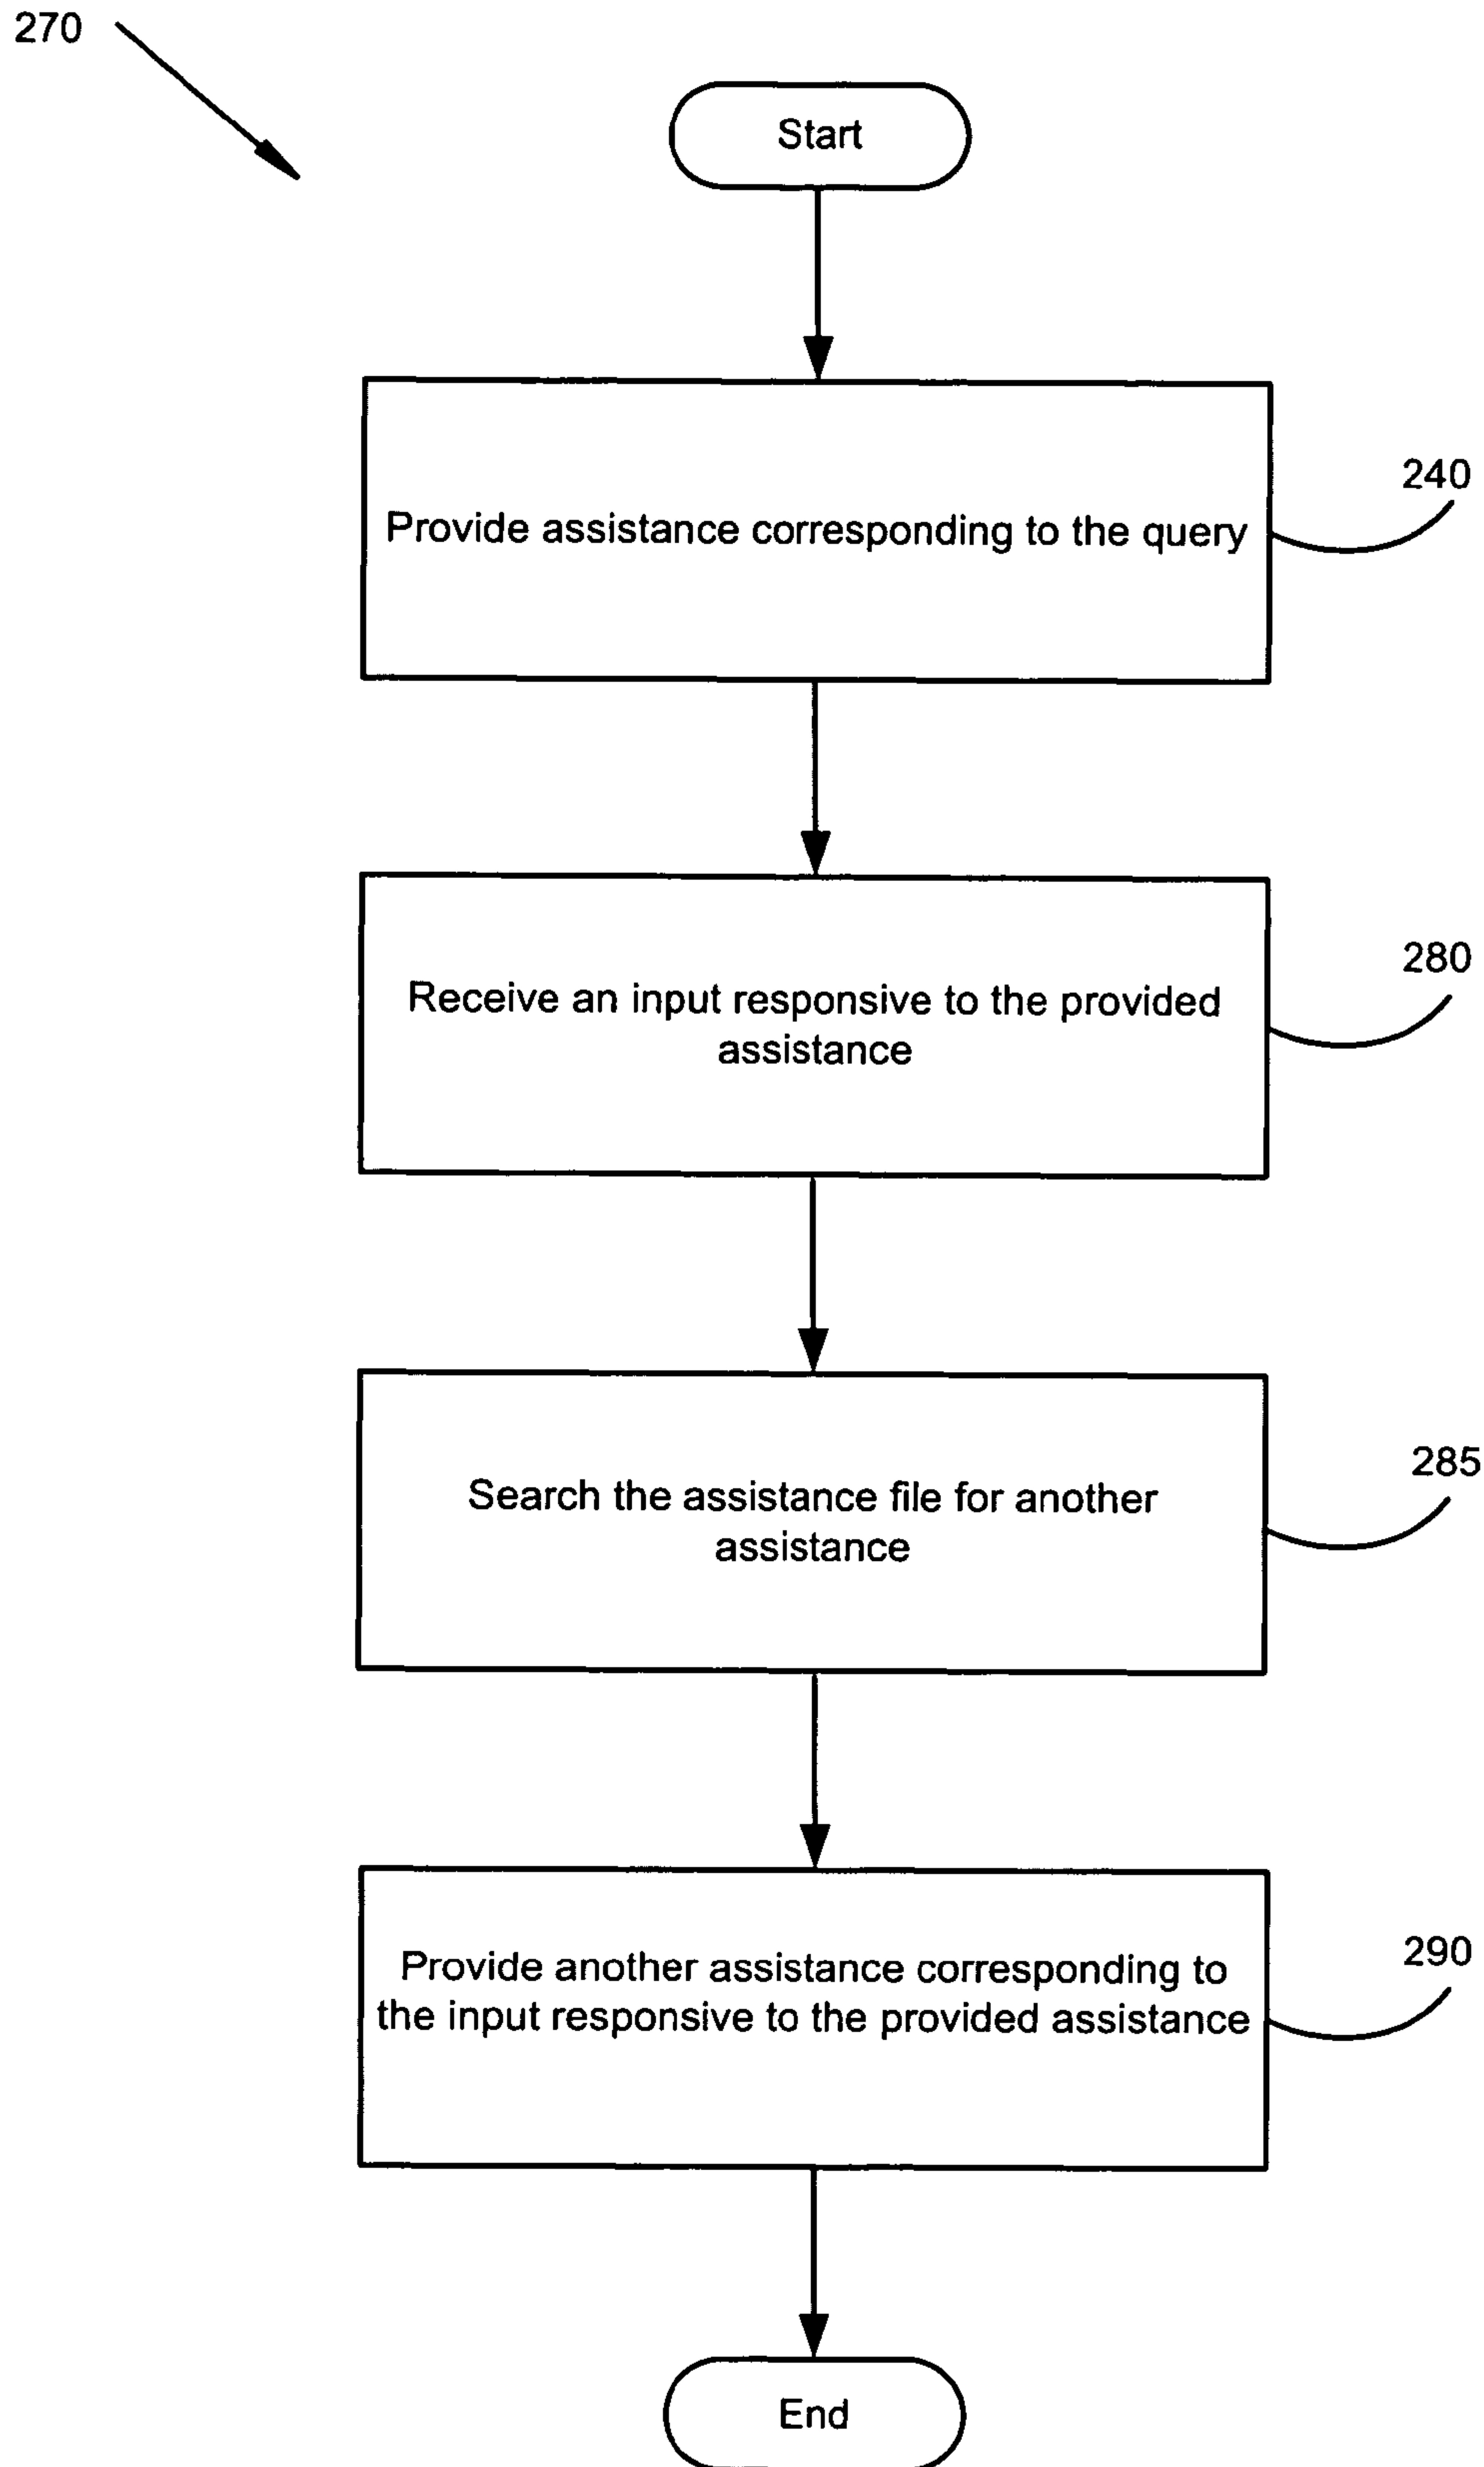 270
Start
Provide assistance corresponding to the query
240
Receive an input responsive to the provided
assistance
280
Search the assistance file for another
assistance
285
Provide another assistance corresponding to
the input responsive to the provided assistance
290
End